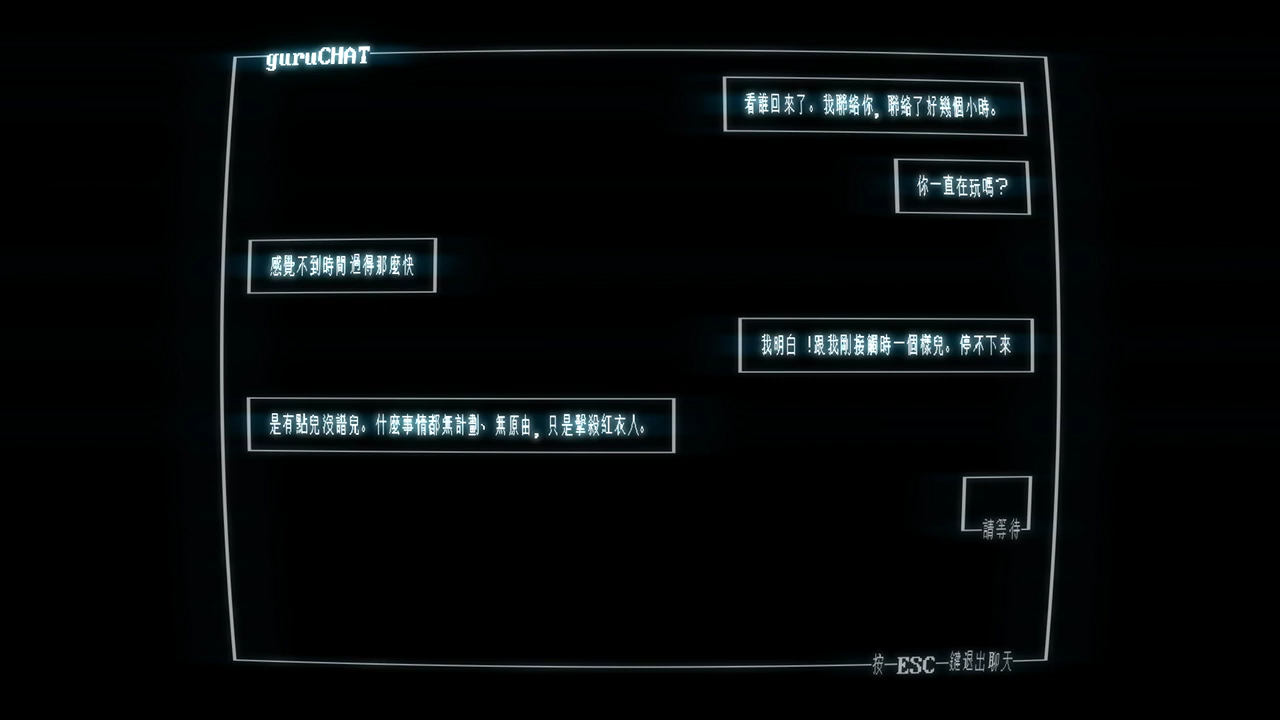 guruCHAT
看誰回來了。我聯絡你，聯絡了好幾個小時。
你一直在玩嗎？
感覺不到時間過得那麼快
我明白 !跟我剛接觸時一個樣兒。停不下來
是有點兒沒譜兒。什麼事情都無計劃、無原由，只是擊殺紅衣人。
請等待
按 ESC 鍵退出聊天